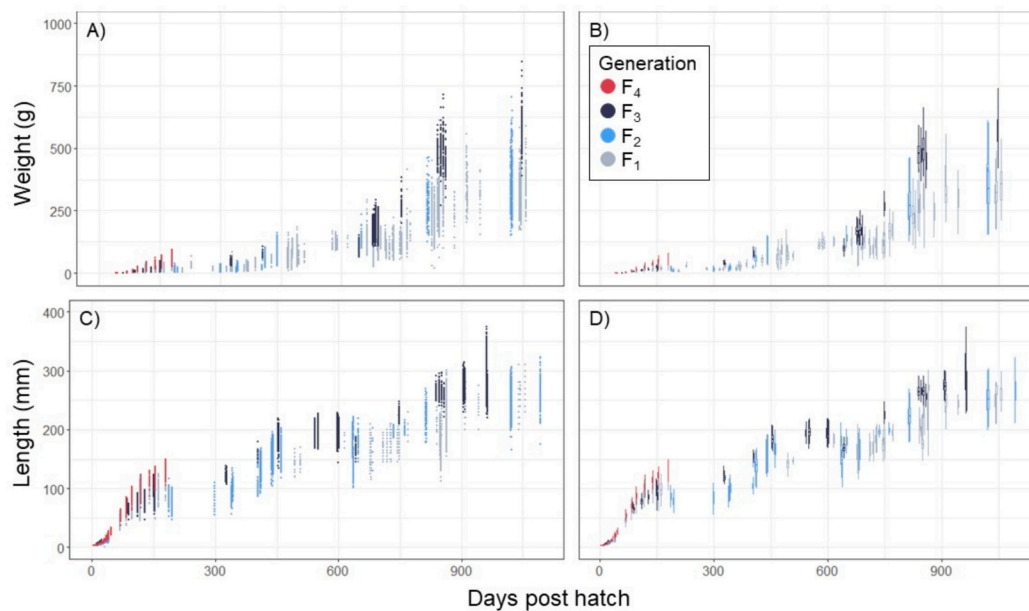 A)
B)
Generation
F₄
F₃
F₂
F₁
Weight (g)
1000
750
500
250
0
C)
D)
Length (mm)
400
300
200
100
0
0 300 600 900
0 300 600 900
Days post hatch